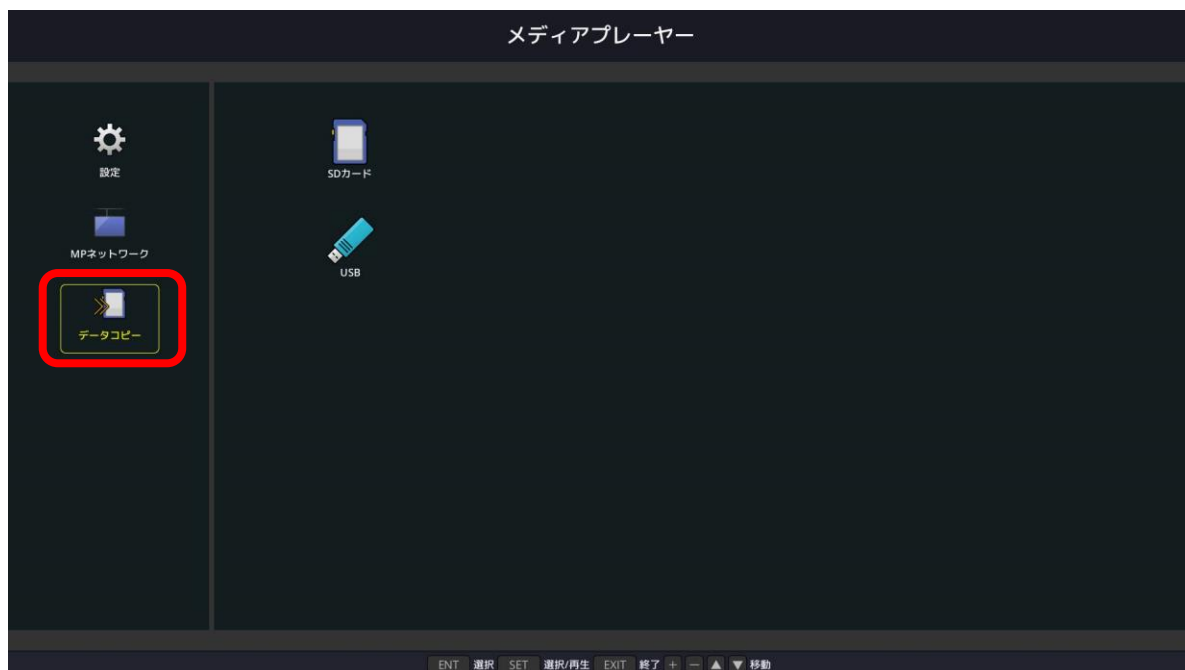 メディアプレーヤー
設定
MPネットワーク
データコピー
SDカード
USB
ENT 選択 SET 選択/再生 EXIT 終了 + − ▲ ▼ 移動